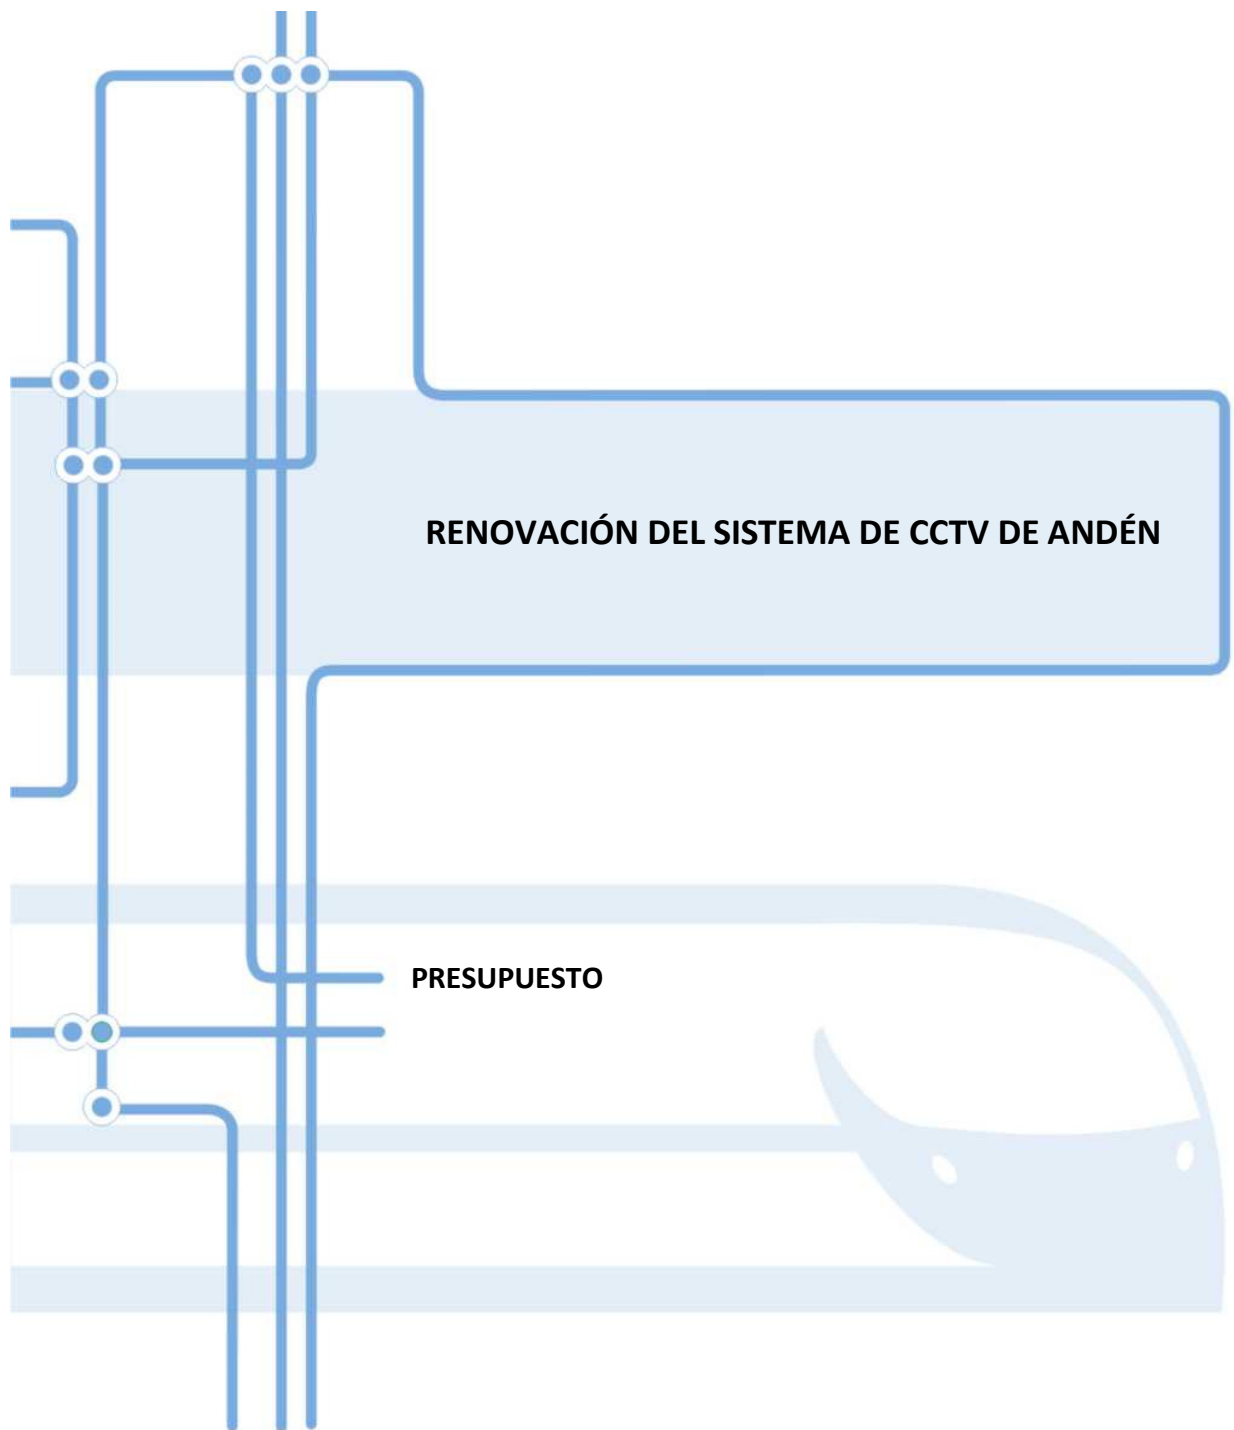 RENOVACIÓN DEL SISTEMA DE CCTV DE ANDÉN
PRESUPUESTO